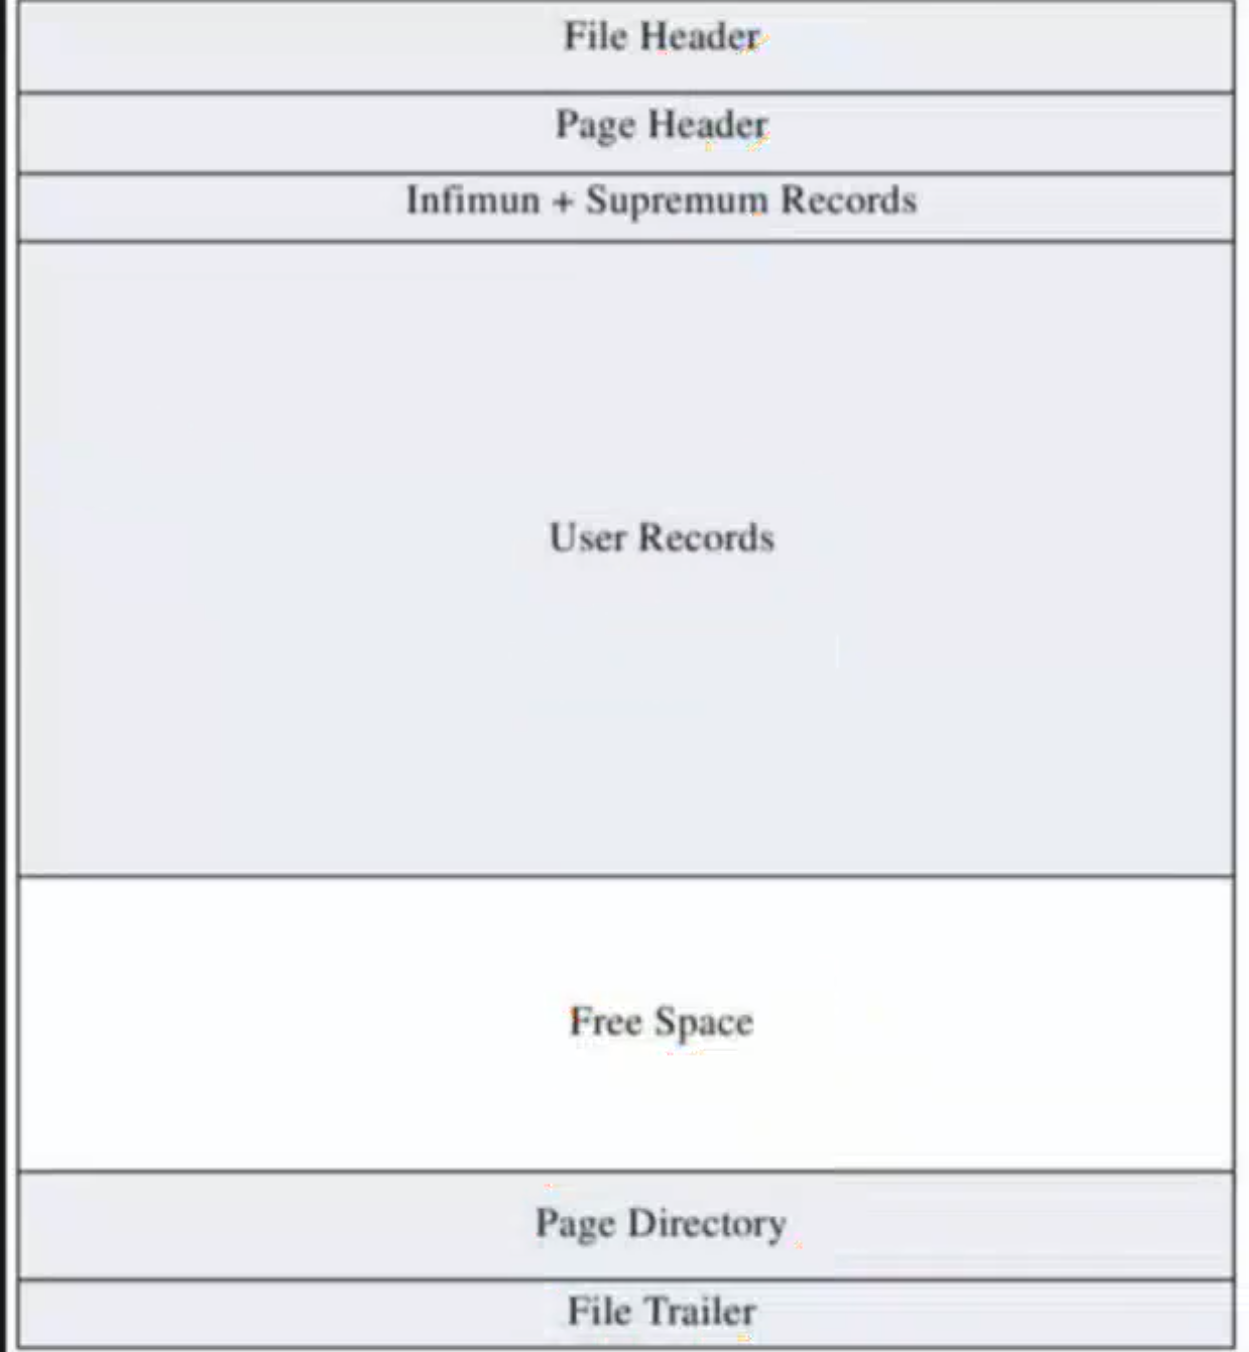 File Header
Page Header
Infimun + Supremum Records
User Records
Free Space
Page Directory
File Trailer